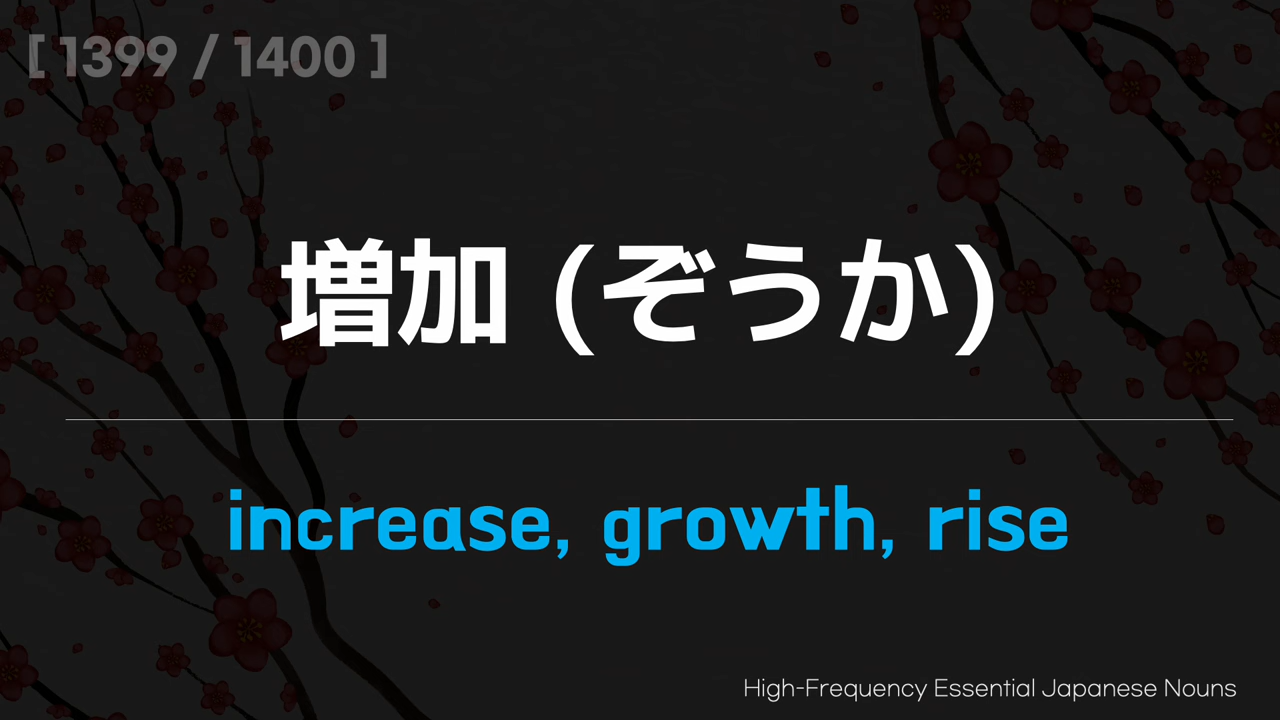 [ 1399 / 1400 ]
増加 (ぞうか)
increase, growth, rise
High-Frequency Essential Japanese Nouns